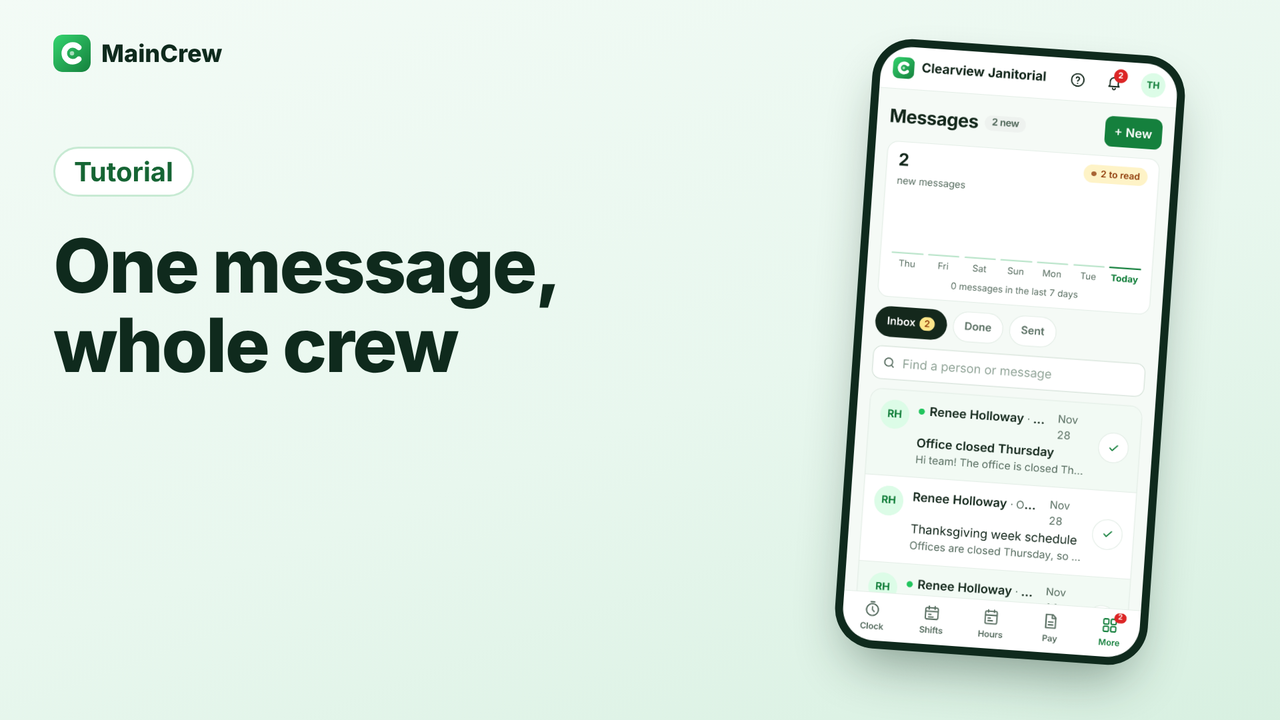 MainCrew
Tutorial
One message,
whole crew
Clearview Janitorial
2
TH
Messages
2 new
+ New
2
new messages
2 to read
Thu
Fri
Sat
Sun
Mon
Tue
Today
0 messages in the last 7 days
Inbox 2
Done
Sent
Find a person or message
RH
Renee Holloway · ...
Nov
28
Office closed Thursday
Hi team! The office is closed Th...
RH
Renee Holloway · O...
Nov
28
Thanksgiving week schedule
Offices are closed Thursday, so ...
RH
Renee Holloway · ...
Nov
Clock
Shifts
Hours
Pay
2
More